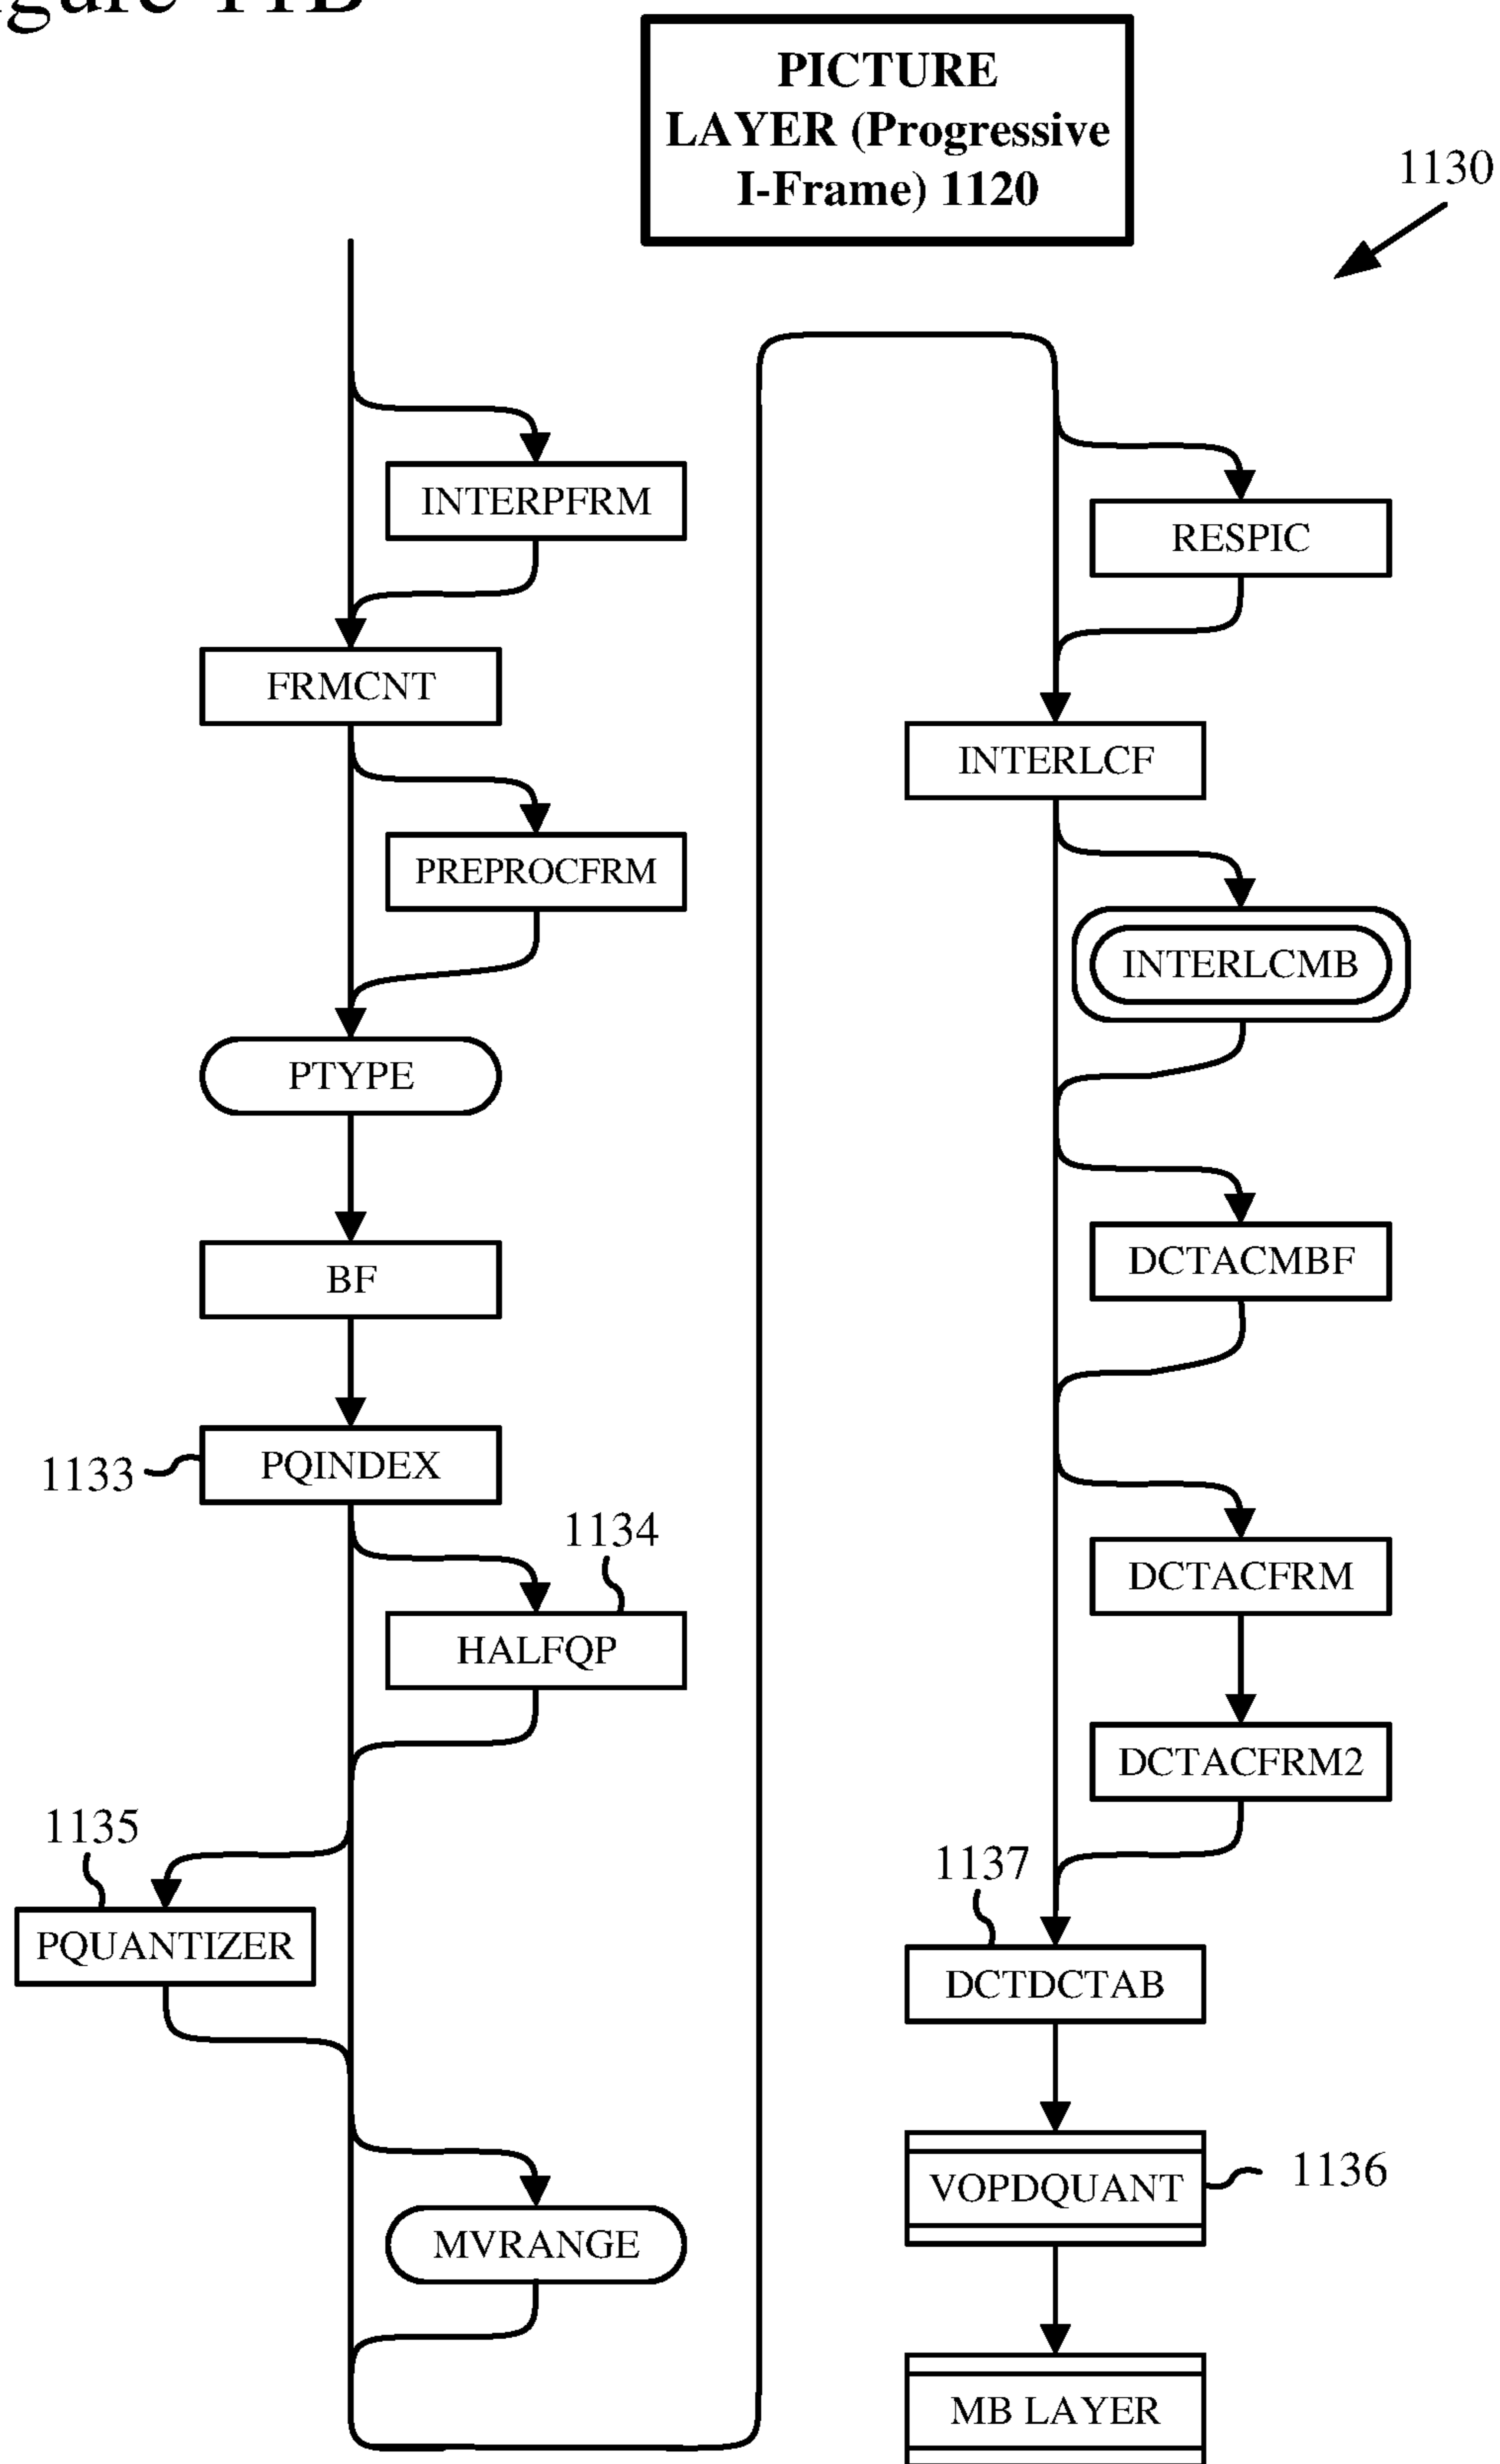 PICTURE
LAYER (Progressive
I-Frame) 1120
1130
INTERPFRM
FRMCNT
PREPROCFRM
PTYPE
BF
1133
PQINDEX
1134
HALFQP
1135
PQUANTIZER
MVRANGE
RESPIC
INTERLCF
INTERLCMB
DCTACMBF
DCTACFRM
DCTACFRM2
1137
DCTDCTAB
VOPDQUANT
1136
MB LAYER